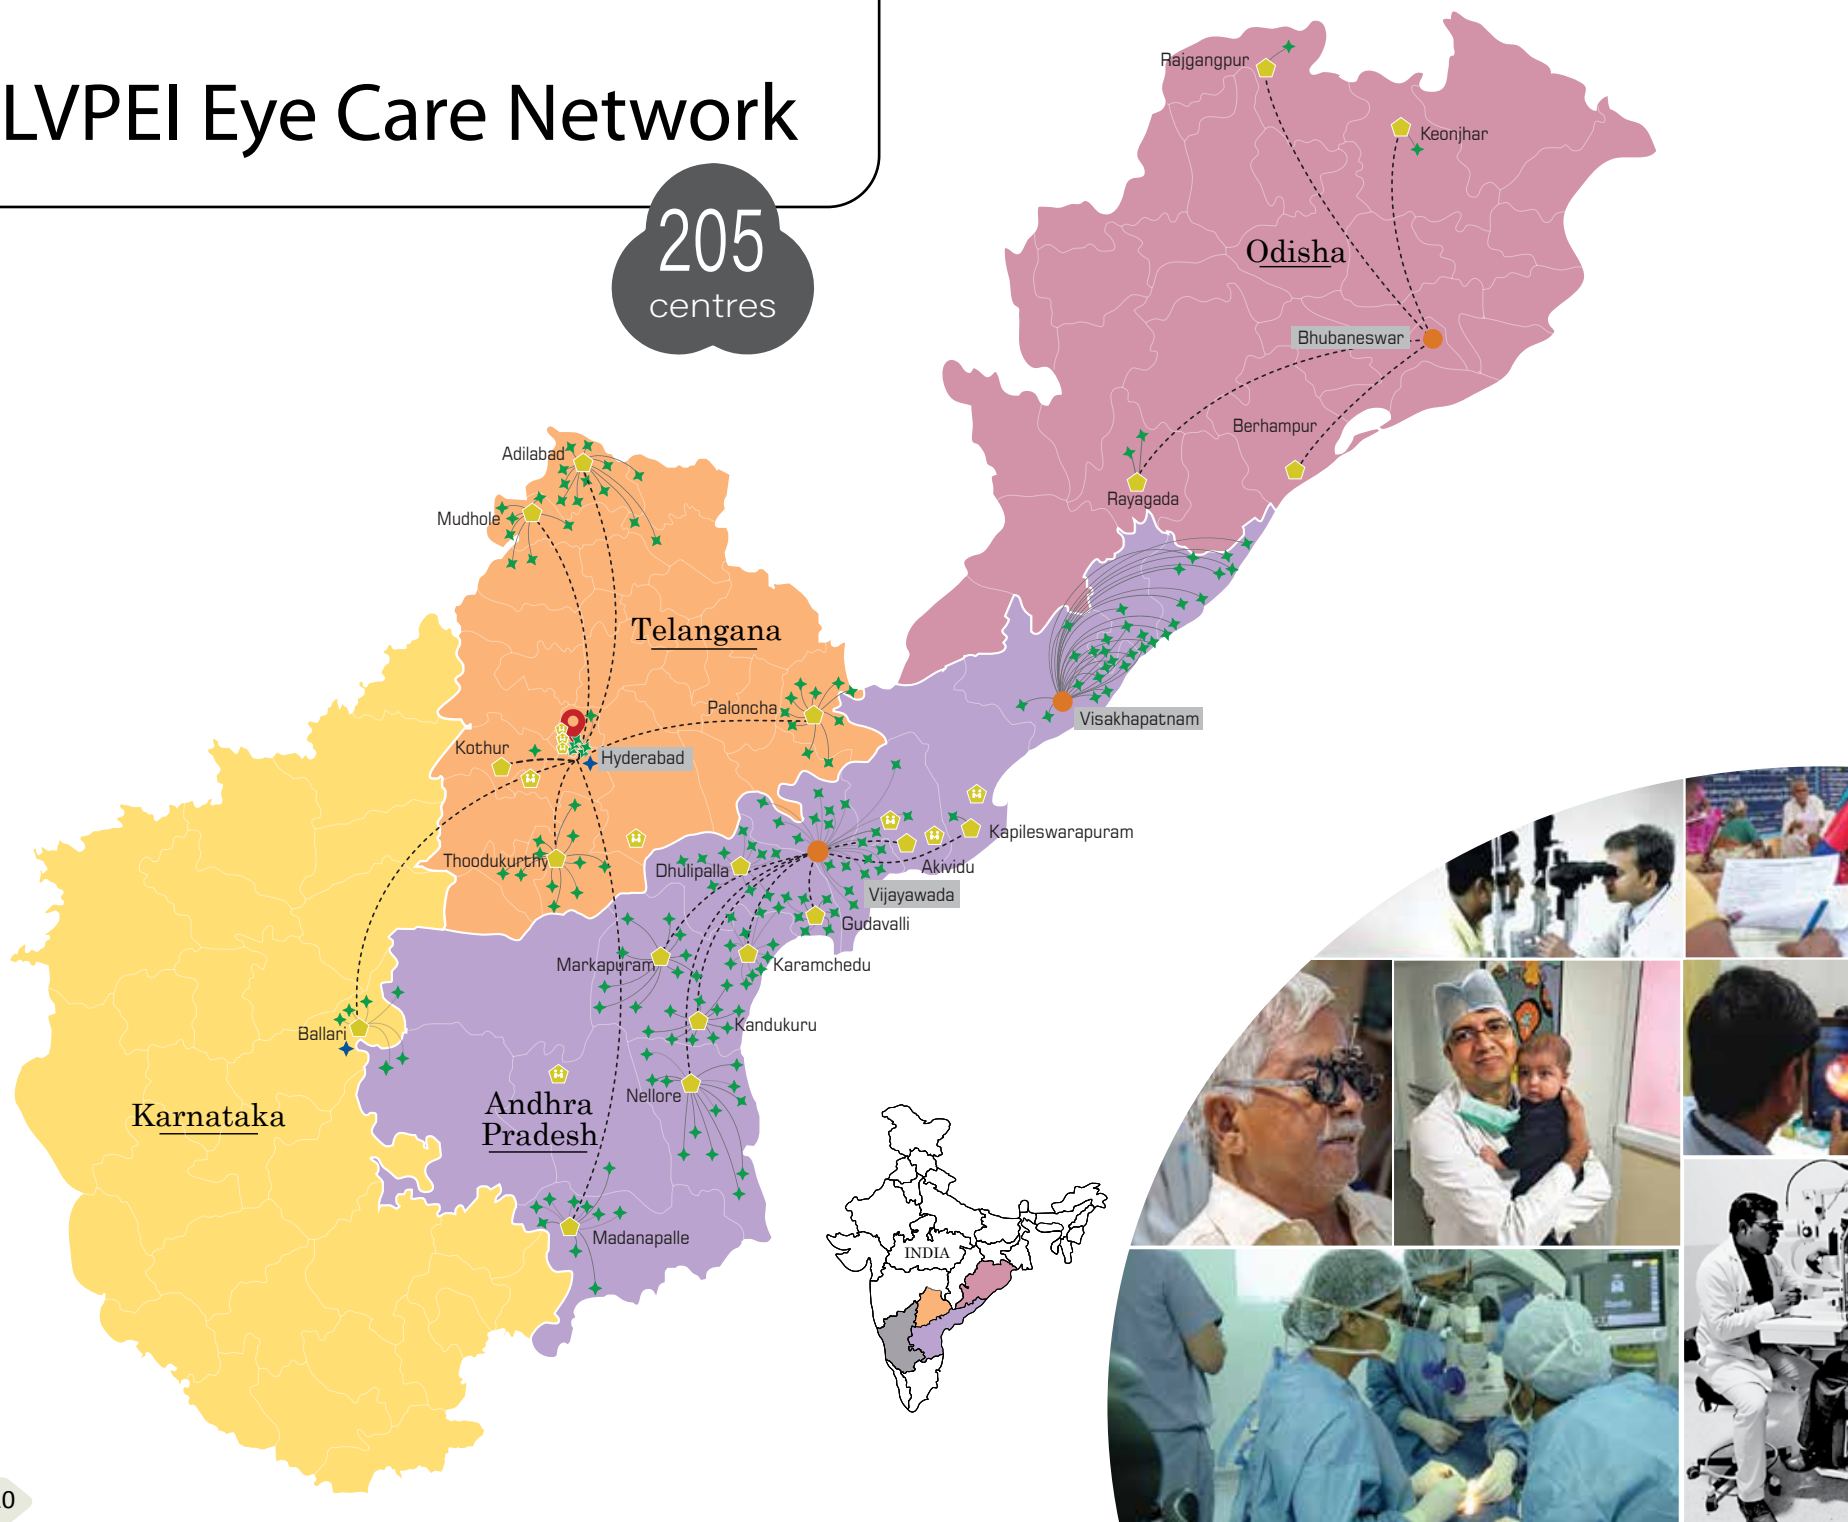 LVPEI Eye Care Network
205
centres
Rajgangpur
Keonjhar
Odisha
Bhubaneswar
Berhampur
Rayagada
Adilabad
Mudhole
Telangana
Paloncha
Kothur
Hyderabad
Visakhapatnam
Thoodukurthy
Dhulipalla
Kapileswarapuram
Akividu
Vijayawada
Gudavalli
Markapuram
Karamchedu
Kandukuru
Ballari
Nellore
Karnataka
Andhra
Pradesh
Madanapalle
INDIA
0